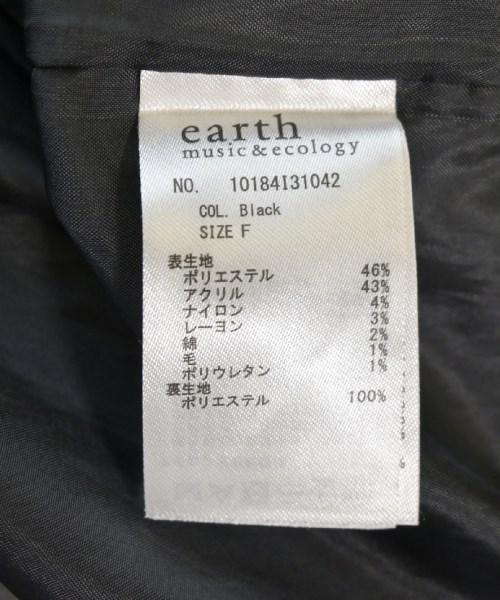 earth
music&ecology
NO. 10184I31042
COL. Black
SIZE F
表生地
ポリエステル 46%
アクリル 43%
ナイロン 4%
レーヨン 3%
綿 2%
毛 1%
ポリウレタン 1%
裏生地
ポリエステル 100%